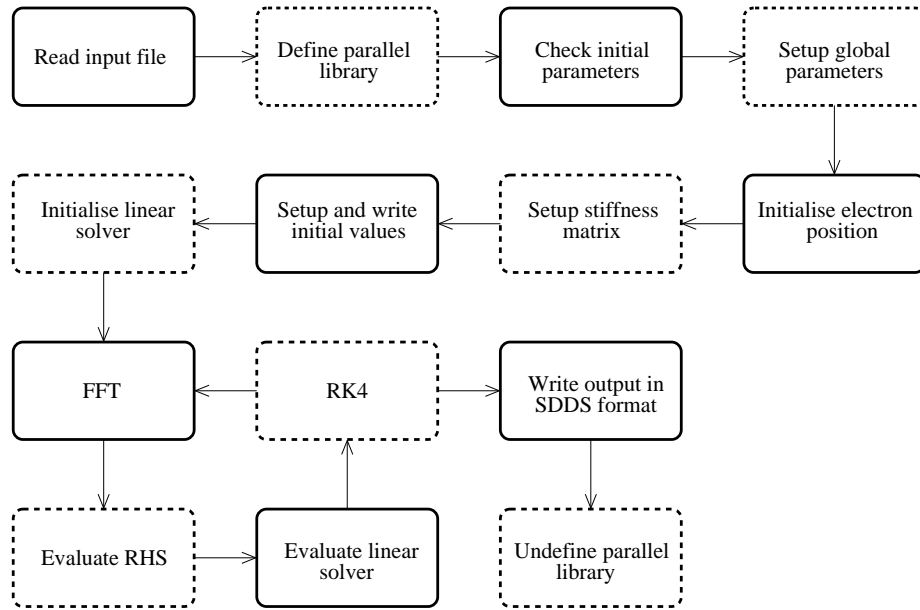 Read input file
Define parallel
library
Check initial
parameters
Setup global
parameters
Initialise linear
solver
Setup and write
initial values
Setup stiffness
matrix
Initialise electron
position
FFT
RK4
Write output in
SDDS format
Evaluate RHS
Evaluate linear
solver
Undefine parallel
library